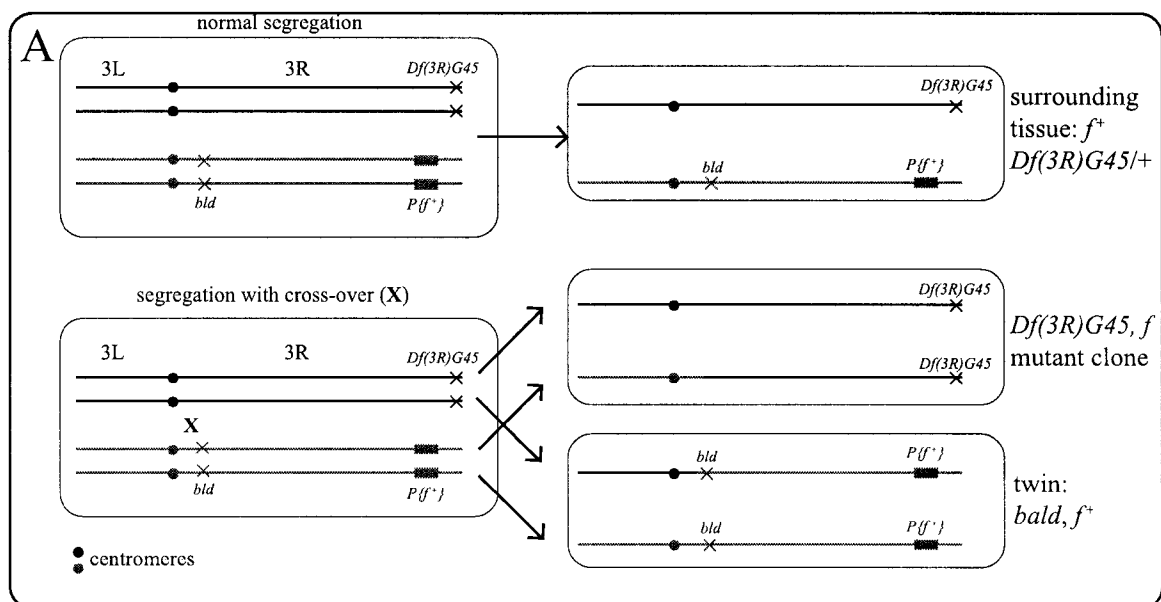 A
normal segregation
3L 3R Df(3R)G45
bld
P{f+}
Df(3R)G45
bld P{f+}
surrounding
tissue: f+
Df(3R)G45/+
segregation with cross-over (X)
3L 3R Df(3R)G45
X
bld
P{f+}
centromeres
Df(3R)G45
Df(3R)G45
Df(3R)G45, f
mutant clone
bld P{f+}
bld P{f+}
twin:
bald, f+